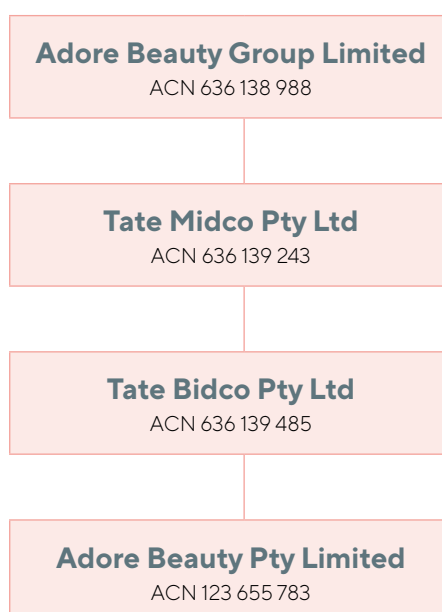 Adore Beauty Group Limited
ACN 636 138 988
Tate Midco Pty Ltd
ACN 636 139 243
Tate Bidco Pty Ltd
ACN 636 139 485
Adore Beauty Pty Limited
ACN 123 655 783